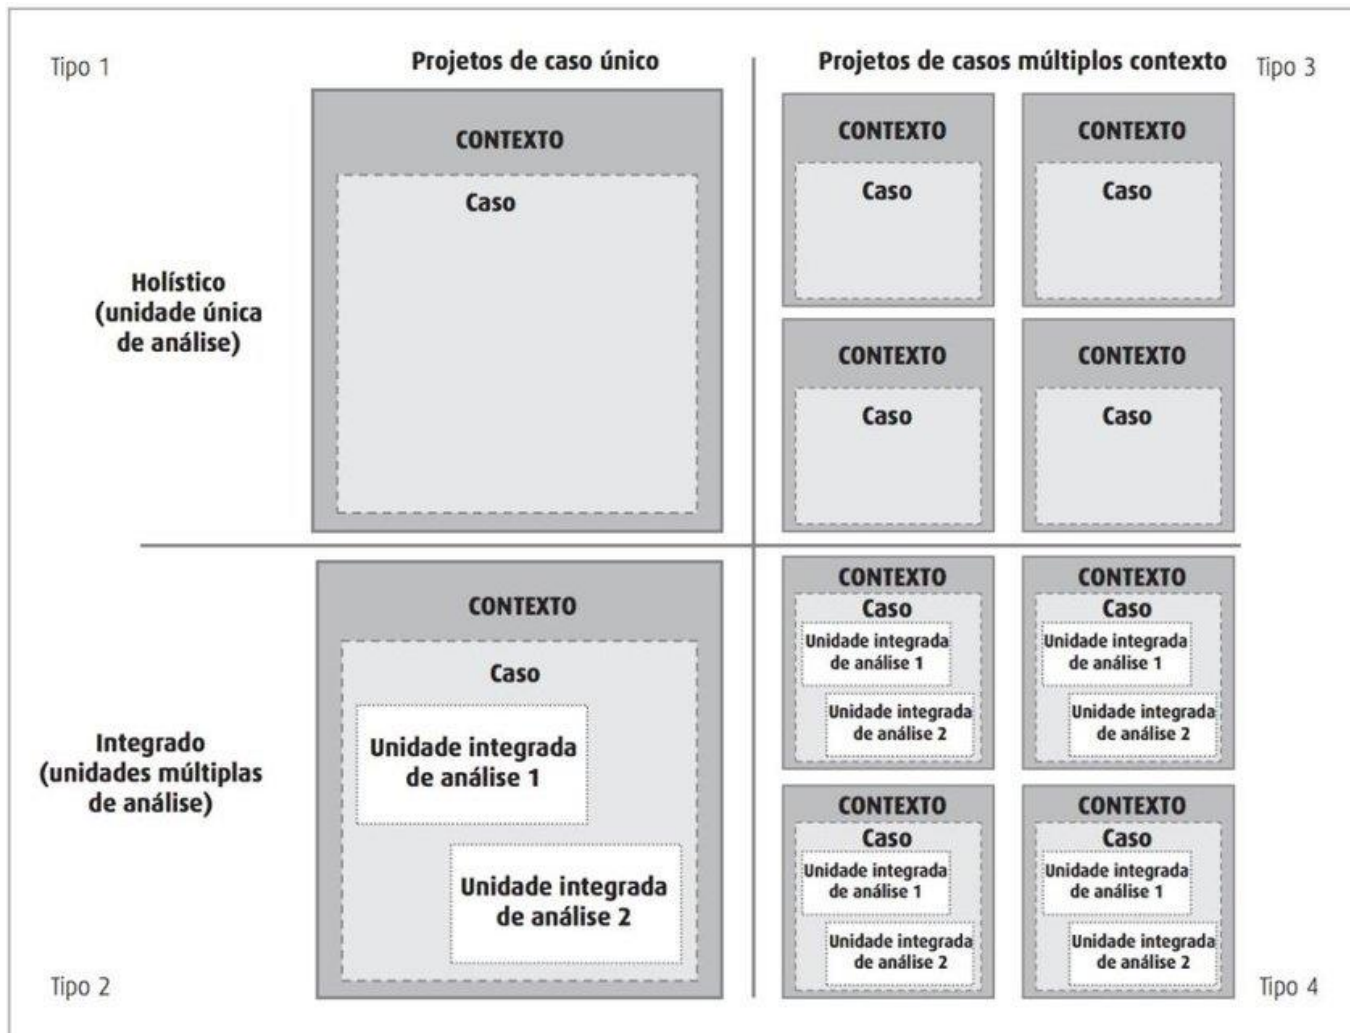 Tipo 1
Projetos de caso único
Projetos de casos múltiplos contexto
Tipo 3
CONTEXTO
Caso
CONTEXTO
Caso
CONTEXTO
Caso
Holístico
(unidade única
de análise)
CONTEXTO
Caso
CONTEXTO
Caso
CONTEXTO
Caso
Unidade integrada
de análise 1
Unidade integrada
de análise 2
CONTEXTO
Caso
Unidade integrada
de análise 1
Unidade integrada
de análise 2
CONTEXTO
Caso
Unidade integrada
de análise 1
Unidade integrada
de análise 2
Integrado
(unidades múltiplas
de análise)
CONTEXTO
Caso
Unidade integrada
de análise 1
Unidade integrada
de análise 2
CONTEXTO
Caso
Unidade integrada
de análise 1
Unidade integrada
de análise 2
Tipo 2
Tipo 4